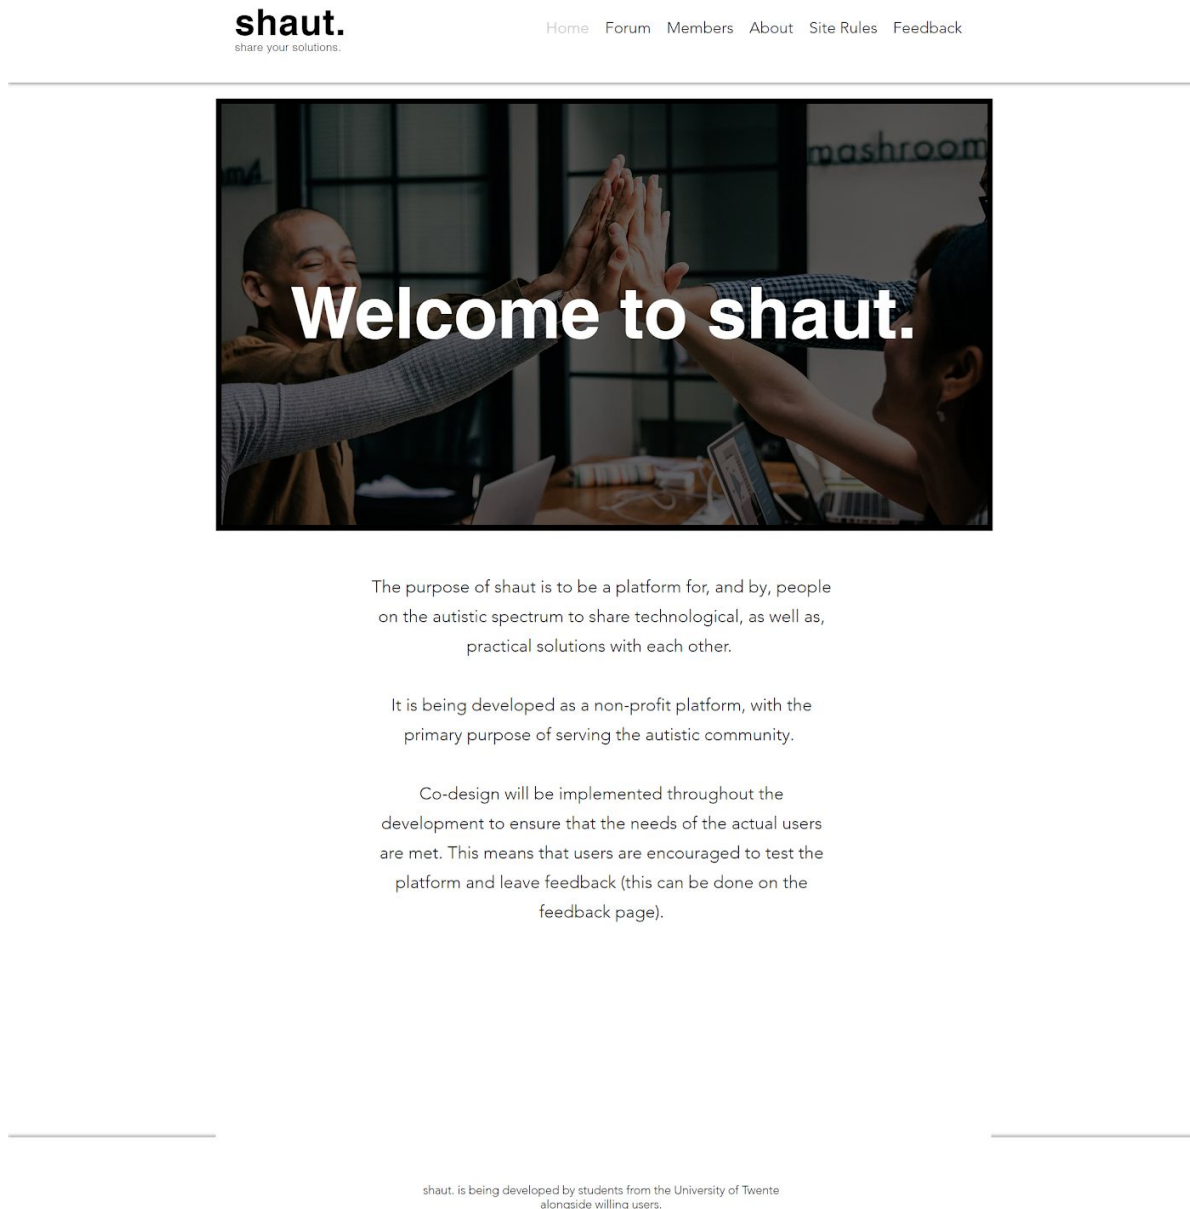 shaut.
share your solutions.
Home Forum Members About Site Rules Feedback
mashroom
Welcome to shaut.
The purpose of shaut is to be a platform for, and by, people
on the autistic spectrum to share technological, as well as,
practical solutions with each other.
It is being developed as a non-profit platform, with the
primary purpose of serving the autistic community.
Co-design will be implemented throughout the
development to ensure that the needs of the actual users
are met. This means that users are encouraged to test the
platform and leave feedback (this can be done on the
feedback page).
shaut. is being developed by students from the University of Twente
alongside willing users.